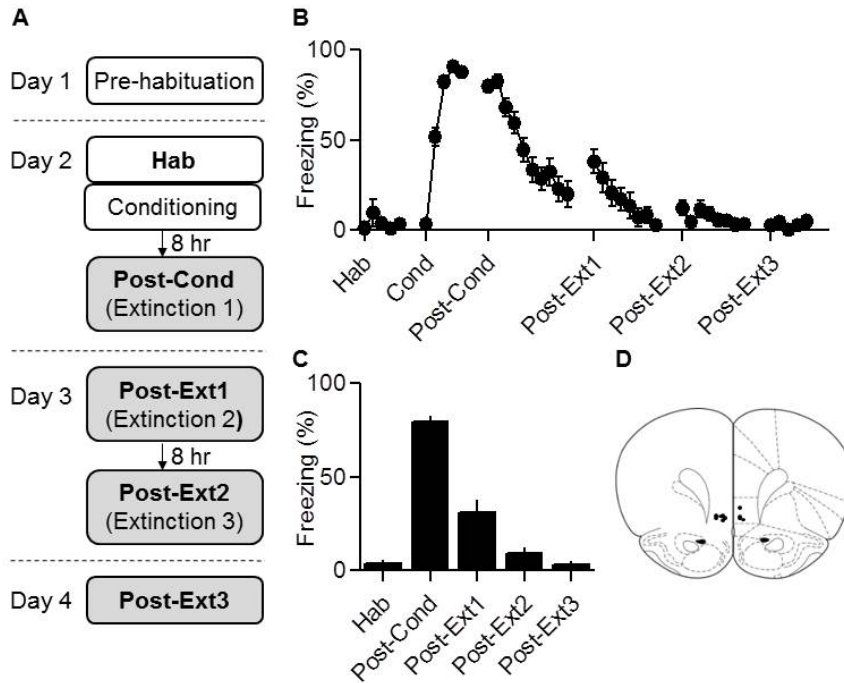 A
Day 1
Pre-habituation
Day 2
Hab
Conditioning
8 hr
Post-Cond
(Extinction 1)
Day 3
Post-Ext1
(Extinction 2)
8 hr
Post-Ext2
(Extinction 3)
Day 4
Post-Ext3
B
Freezing (%)
100
50
0
Hab
Cond
Post-Cond
Post-Ext1
Post-Ext2
Post-Ext3
C
Freezing (%)
100
50
0
Hab
Post-Cond
Post-Ext1
Post-Ext2
Post-Ext3
D